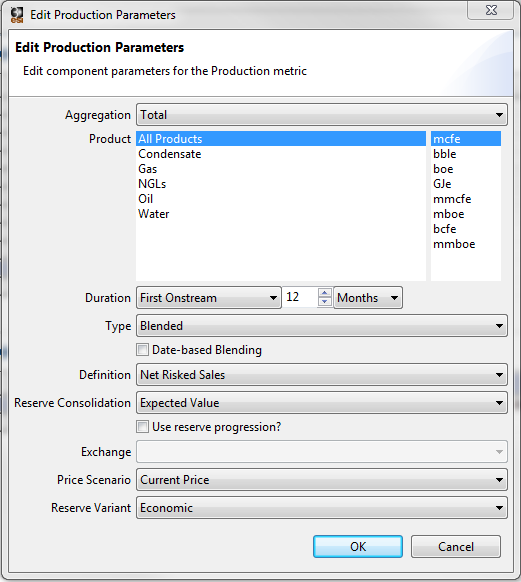 Edit Production Parameters
Edit Production Parameters
Edit component parameters for the Production metric
Aggregation Total
Product All Products mcfe
Condensate bble
Gas boe
NGLs GJe
Oil mmcfe
Water mboe
bcfe
mmboe
Duration First Onstream 12 Months
Type Blended
Date-based Blending
Definition Net Risked Sales
Reserve Consolidation Expected Value
Use reserve progression?
Exchange
Price Scenario Current Price
Reserve Variant Economic
OK Cancel